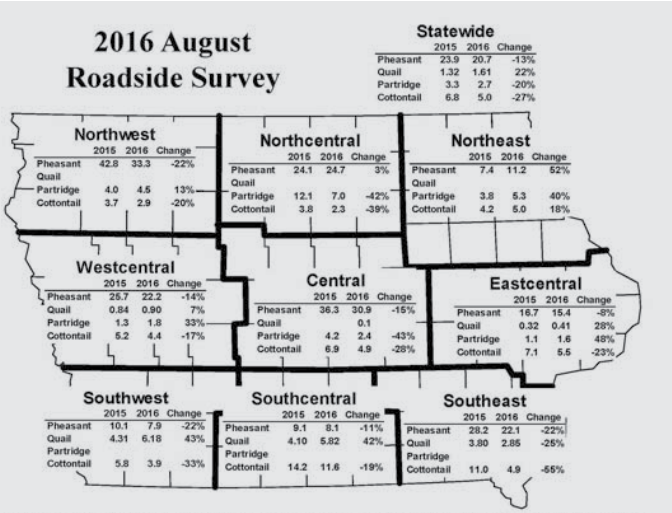 2016 August
Roadside Survey
Statewide
2015 2016 Change
Pheasant 23.9 20.7 -13%
Quail 1.32 1.61 22%
Partridge 3.3 2.7 -20%
Cottontail 6.8 5.0 -27%
Northwest
2015 2016 Change
Pheasant 42.8 33.3 -22%
Quail
Partridge 4.0 4.5 13%
Cottontail 3.7 2.9 -20%
Northcentral
2015 2016 Change
Pheasant 24.1 24.7 3%
Quail
Partridge 12.1 7.0 -42%
Cottontail 3.8 2.3 -39%
Northeast
2015 2016 Change
Pheasant 7.4 11.2 52%
Quail
Partridge 3.8 5.3 40%
Cottontail 4.2 5.0 18%
Westcentral
2015 2016 Change
Pheasant 25.7 22.2 -14%
Quail 0.84 0.90 7%
Partridge 1.3 1.8 33%
Cottontail 5.2 4.4 -17%
Central
2015 2016 Change
Pheasant 36.3 30.9 -15%
Quail 0.1
Partridge 4.2 2.4 -43%
Cottontail 6.9 4.9 -28%
Eastcentral
2015 2016 Change
Pheasant 16.7 15.4 -8%
Quail 0.32 0.41 28%
Partridge 1.1 1.6 48%
Cottontail 7.1 5.5 -23%
Southwest
2015 2016 Change
Pheasant 10.1 7.9 -22%
Quail 4.31 6.18 43%
Partridge
Cottontail 5.8 3.9 -33%
Southcentral
2015 2016 Change
Pheasant 9.1 8.1 -11%
Quail 4.10 5.82 42%
Partridge
Cottontail 14.2 11.6 -19%
Southeast
2015 2016 Change
Pheasant 28.2 22.1 -22%
Quail 3.80 2.85 -25%
Partridge
Cottontail 11.0 4.9 -55%